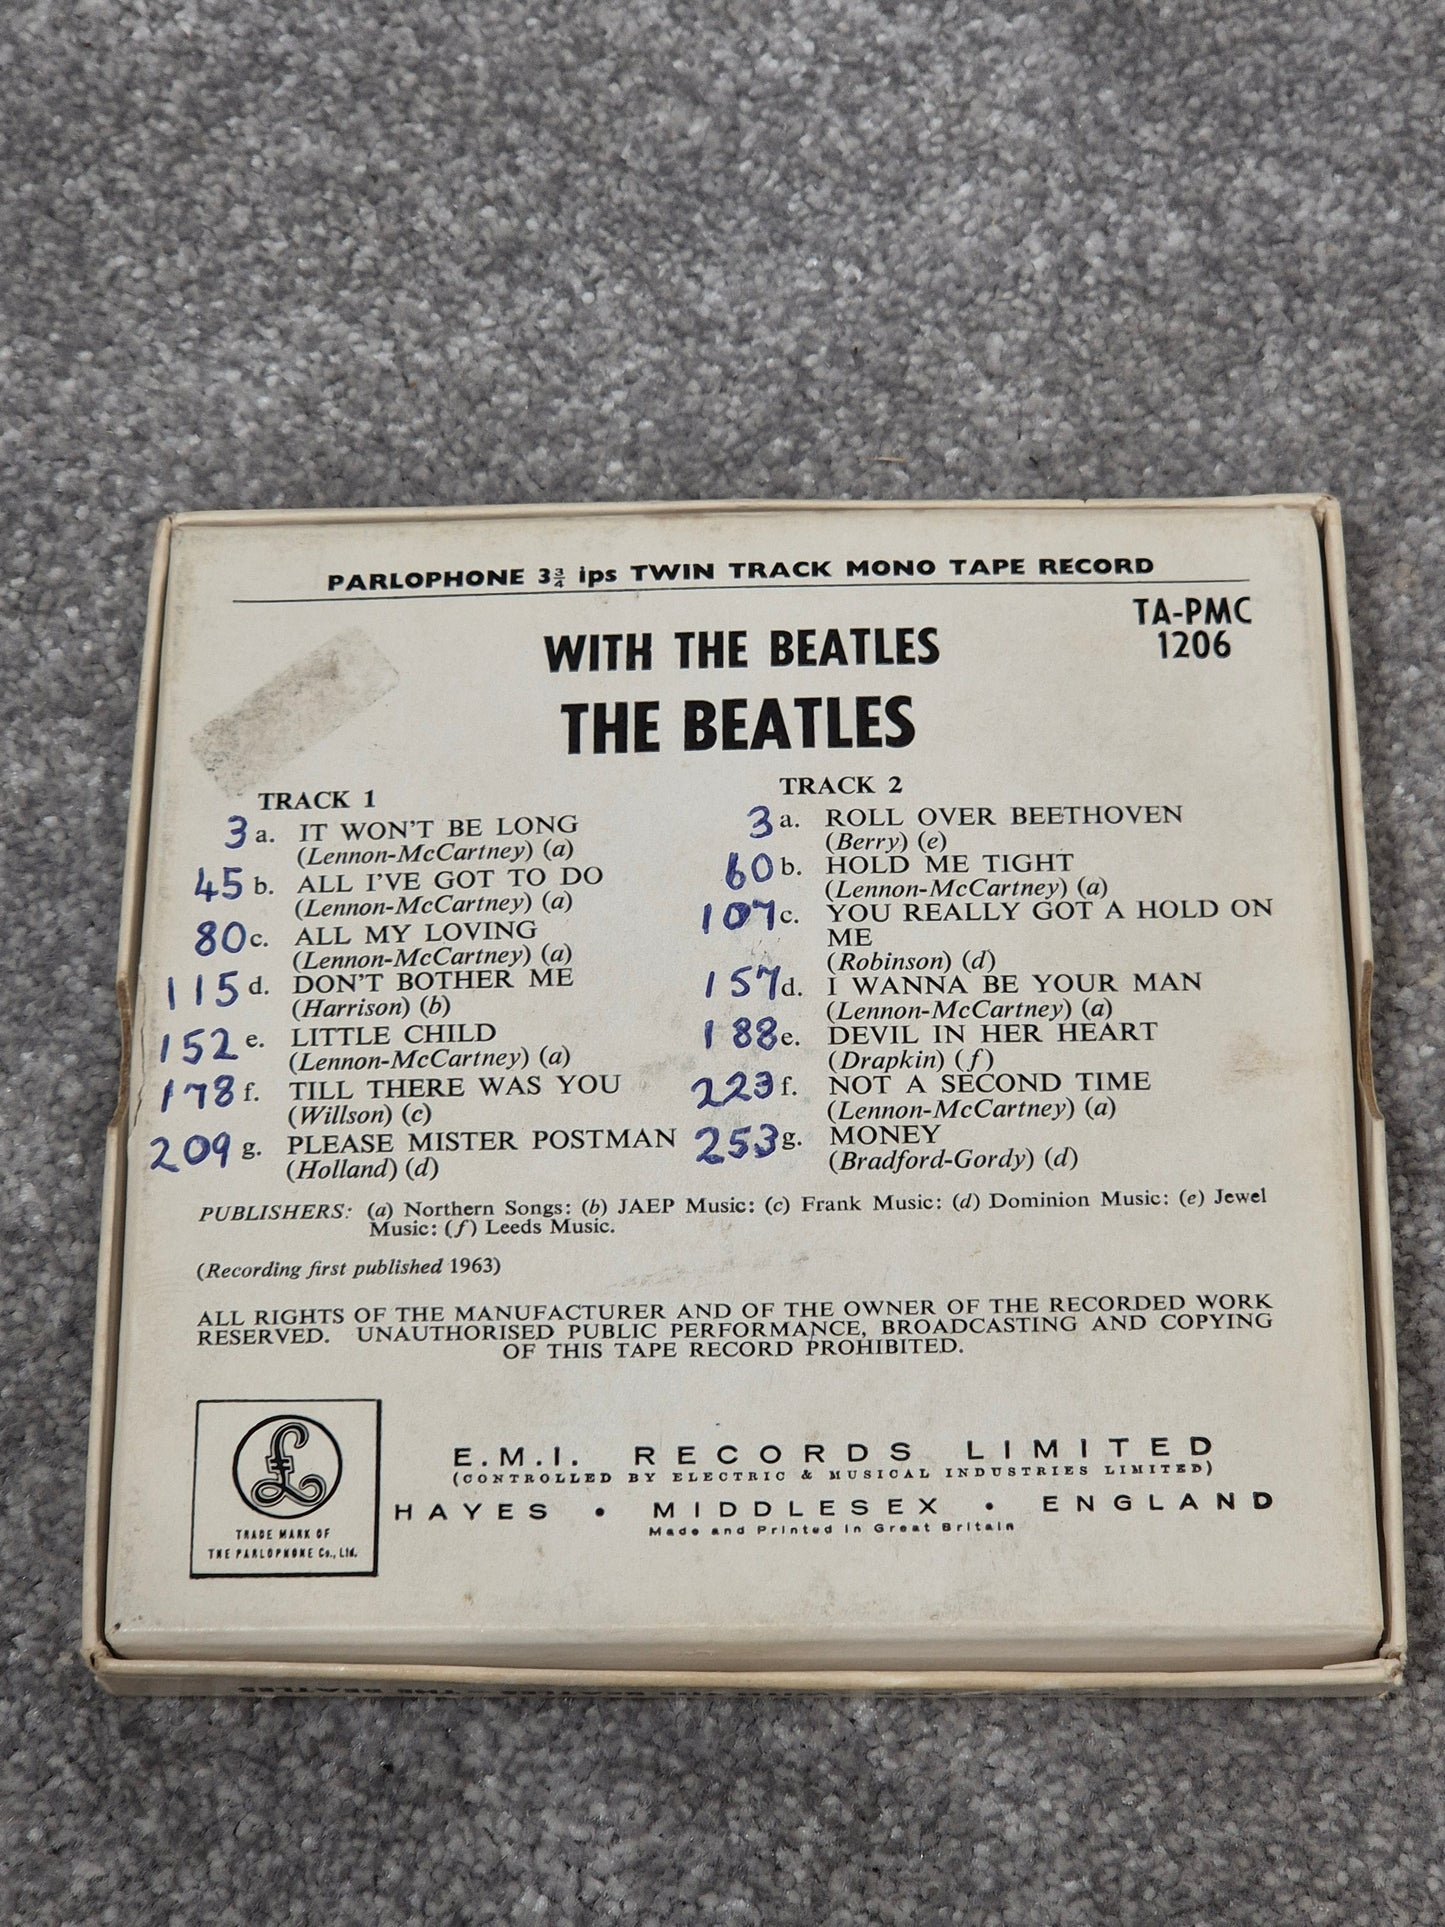 PARLOPHONE 3¾ ips TWIN TRACK MONO TAPE RECORD
TA-PMC
1206
WITH THE BEATLES
THE BEATLES
TRACK 1
3 a. IT WON'T BE LONG
(Lennon-McCartney) (a)
45 b. ALL I'VE GOT TO DO
(Lennon-McCartney) (a)
80 c. ALL MY LOVING
(Lennon-McCartney) (a)
115 d. DON'T BOTHER ME
(Harrison) (b)
152 e. LITTLE CHILD
(Lennon-McCartney) (a)
178 f. TILL THERE WAS YOU
(Willson) (c)
209 g. PLEASE MISTER POSTMAN
(Holland) (d)
TRACK 2
3 a. ROLL OVER BEETHOVEN
(Berry) (e)
60 b. HOLD ME TIGHT
(Lennon-McCartney) (a)
107 c. YOU REALLY GOT A HOLD ON
ME
(Robinson) (d)
157 d. I WANNA BE YOUR MAN
(Lennon-McCartney) (a)
188 e. DEVIL IN HER HEART
(Drapkin) (f)
223 f. NOT A SECOND TIME
(Lennon-McCartney) (a)
253 g. MONEY
(Bradford-Gordy) (d)
PUBLISHERS: (a) Northern Songs: (b) JAEP Music: (c) Frank Music: (d) Dominion Music: (e) Jewel
Music: (f) Leeds Music.
(Recording first published 1963)
ALL RIGHTS OF THE MANUFACTURER AND OF THE OWNER OF THE RECORDED WORK
RESERVED. UNAUTHORISED PUBLIC PERFORMANCE, BROADCASTING AND COPYING
OF THIS TAPE RECORD PROHIBITED.
£
TRADE MARK OF
THE PARLOPHONE Co., Ltd.
E.M.I. RECORDS LIMITED
(CONTROLLED BY ELECTRIC & MUSICAL INDUSTRIES LIMITED)
HAYES • MIDDLESEX • ENGLAND
Made and Printed in Great Britain
THE BEATLES